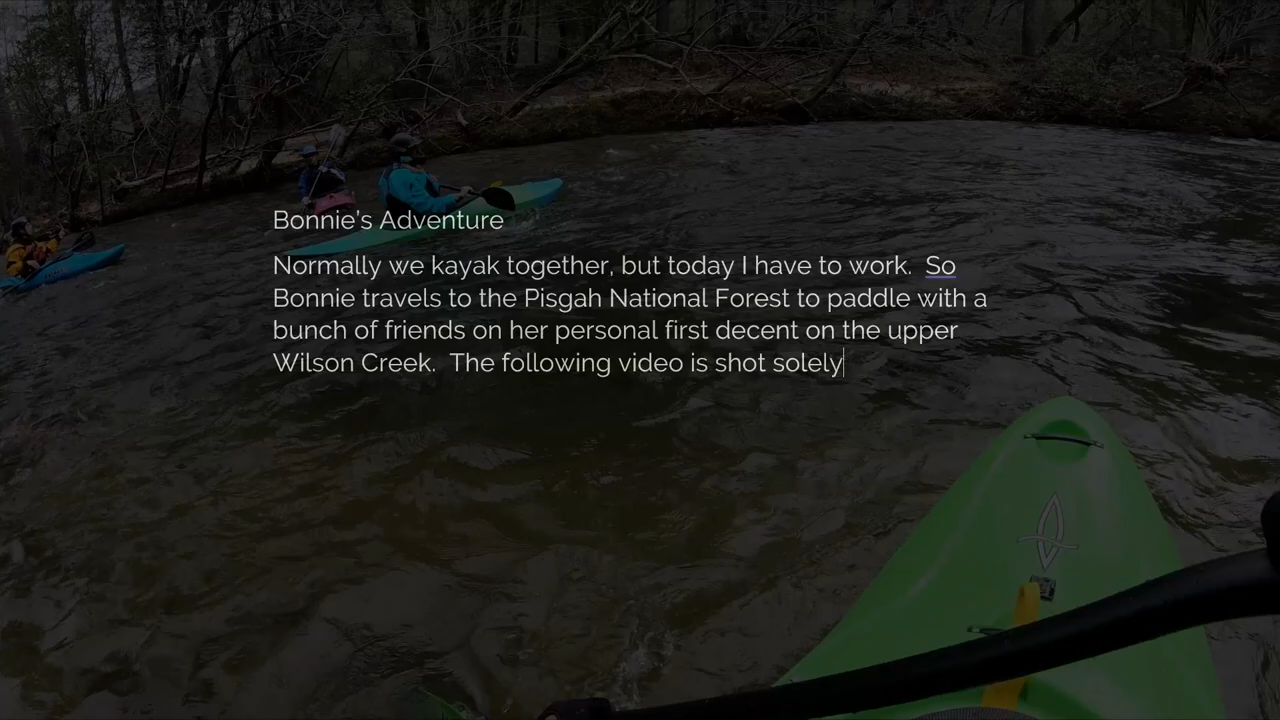 Bonnie's Adventure
Normally we kayak together, but today I have to work.  So
Bonnie travels to the Pisgah National Forest to paddle with a
bunch of friends on her personal first decent on the upper
Wilson Creek.  The following video is shot solely